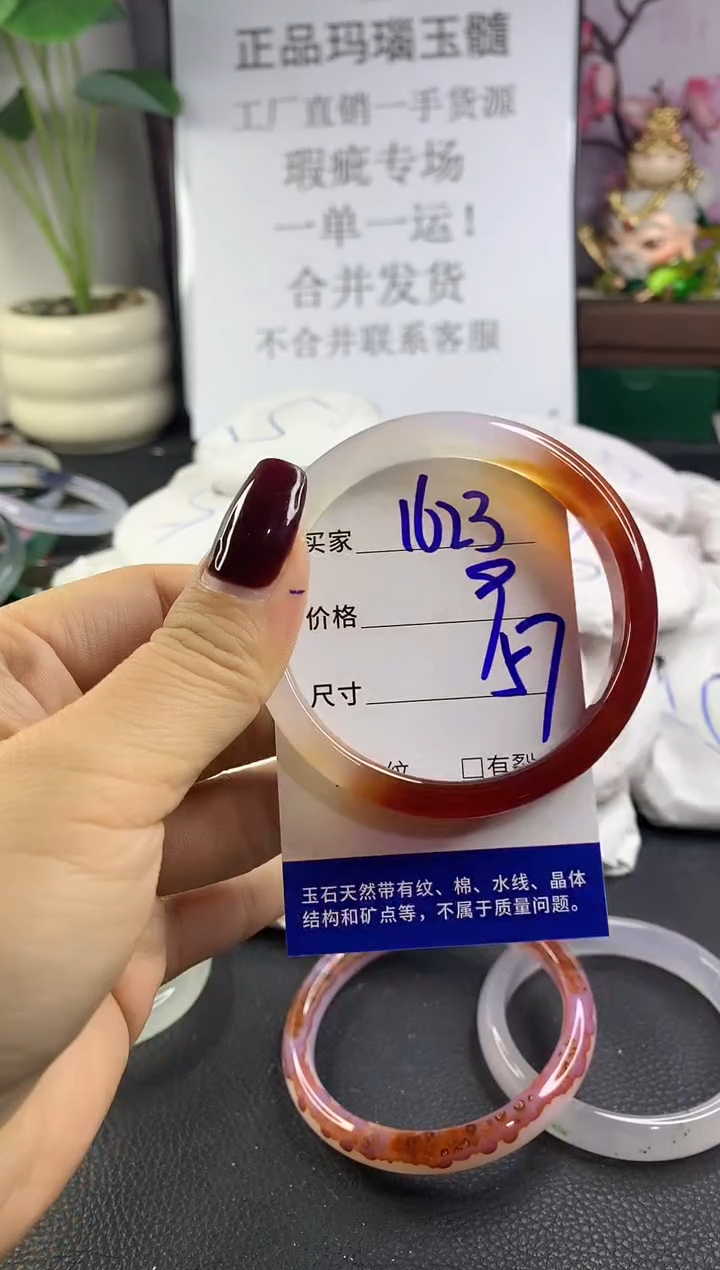 正品玛瑙玉髓
工厂直销一手货源
瑕疵专场
一单一运！
合并发货
不合并联系客服
买家 1623
价格
尺寸 57
纹 □有裂
玉石天然带有纹、棉、水线、晶体
结构和矿点等，不属于质量问题。